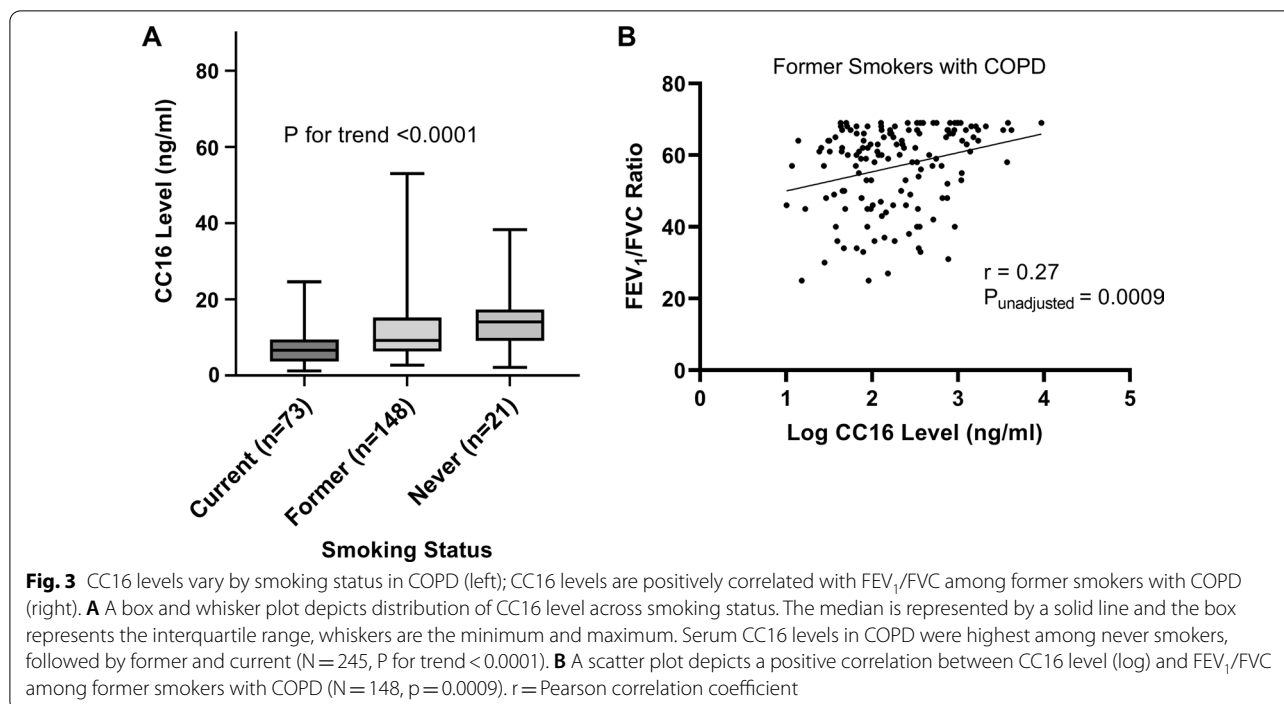 A
CC16 Level (ng/ml)
80
60
40
20
0
P for trend <0.0001
Current (n=73)
Former (n=148)
Never (n=21)
Smoking Status
B
Former Smokers with COPD
FEV₁/FVC Ratio
80
60
40
20
0
r = 0.27
Punadjusted = 0.0009
0 1 2 3 4 5
Log CC16 Level (ng/ml)
Fig. 3 CC16 levels vary by smoking status in COPD (left); CC16 levels are positively correlated with FEV₁/FVC among former smokers with COPD
(right). A A box and whisker plot depicts distribution of CC16 level across smoking status. The median is represented by a solid line and the box
represents the interquartile range, whiskers are the minimum and maximum. Serum CC16 levels in COPD were highest among never smokers,
followed by former and current (N = 245, P for trend < 0.0001). B A scatter plot depicts a positive correlation between CC16 level (log) and FEV₁/FVC
among former smokers with COPD (N = 148, p = 0.0009). r = Pearson correlation coefficient